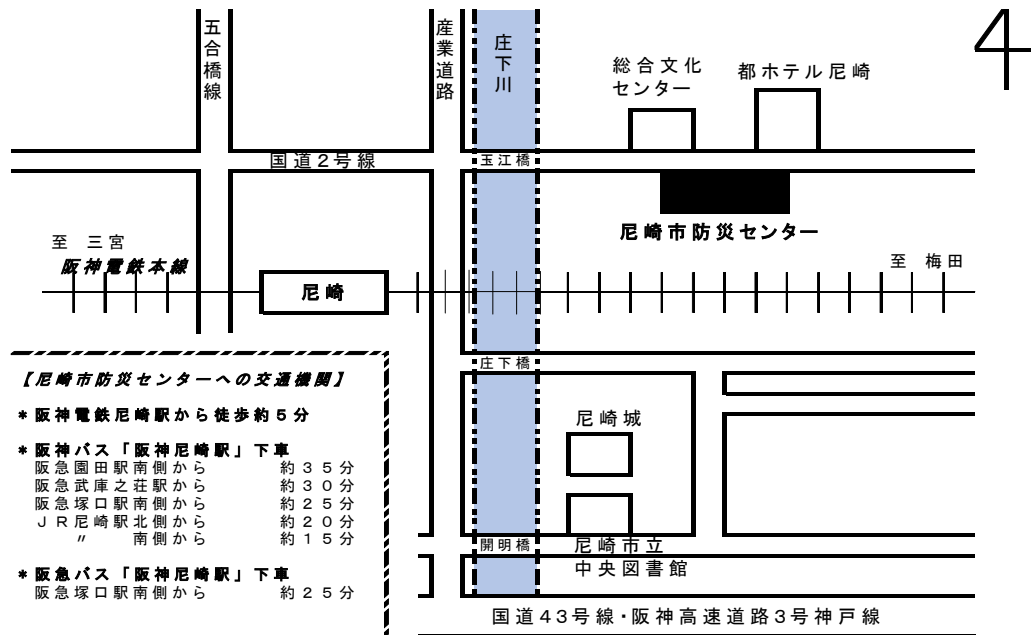 五合橋線
産業道路
庄下川
総合文化
センター
都ホテル尼崎
4
国道2号線
玉江橋
尼崎市防災センター
至 三宮
阪神電鉄本線
至 梅田
尼崎
庄下橋
【尼崎市防災センターへの交通機関】
*阪神電鉄尼崎駅から徒歩約5分
*阪神バス「阪神尼崎駅」下車
阪急園田駅南側から 約35分
阪急武庫之荘駅から 約30分
阪急塚口駅南側から 約25分
JR尼崎駅北側から 約20分
〃 南側から 約15分
*阪急バス「阪神尼崎駅」下車
阪急塚口駅南側から 約25分
尼崎城
開明橋
尼崎市立
中央図書館
国道43号線・阪神高速道路3号神戸線